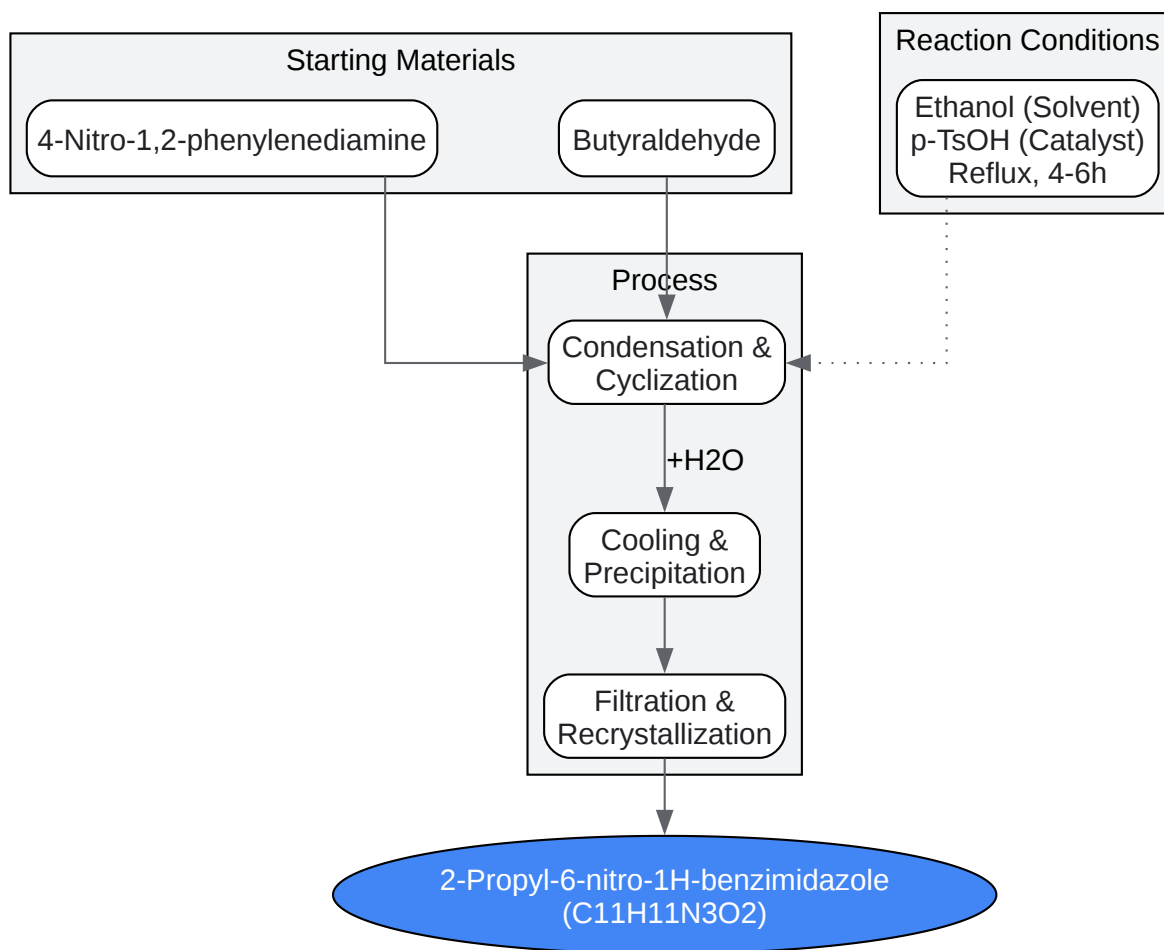 Starting Materials
4-Nitro-1,2-phenylenediamine
Butyraldehyde
Reaction Conditions
Ethanol (Solvent)
p-TsOH (Catalyst)
Reflux, 4-6h
Process
Condensation &
Cyclization
+H2O
Cooling &
Precipitation
Filtration &
Recrystallization
2-Propyl-6-nitro-1H-benzimidazole
(C11H11N3O2)